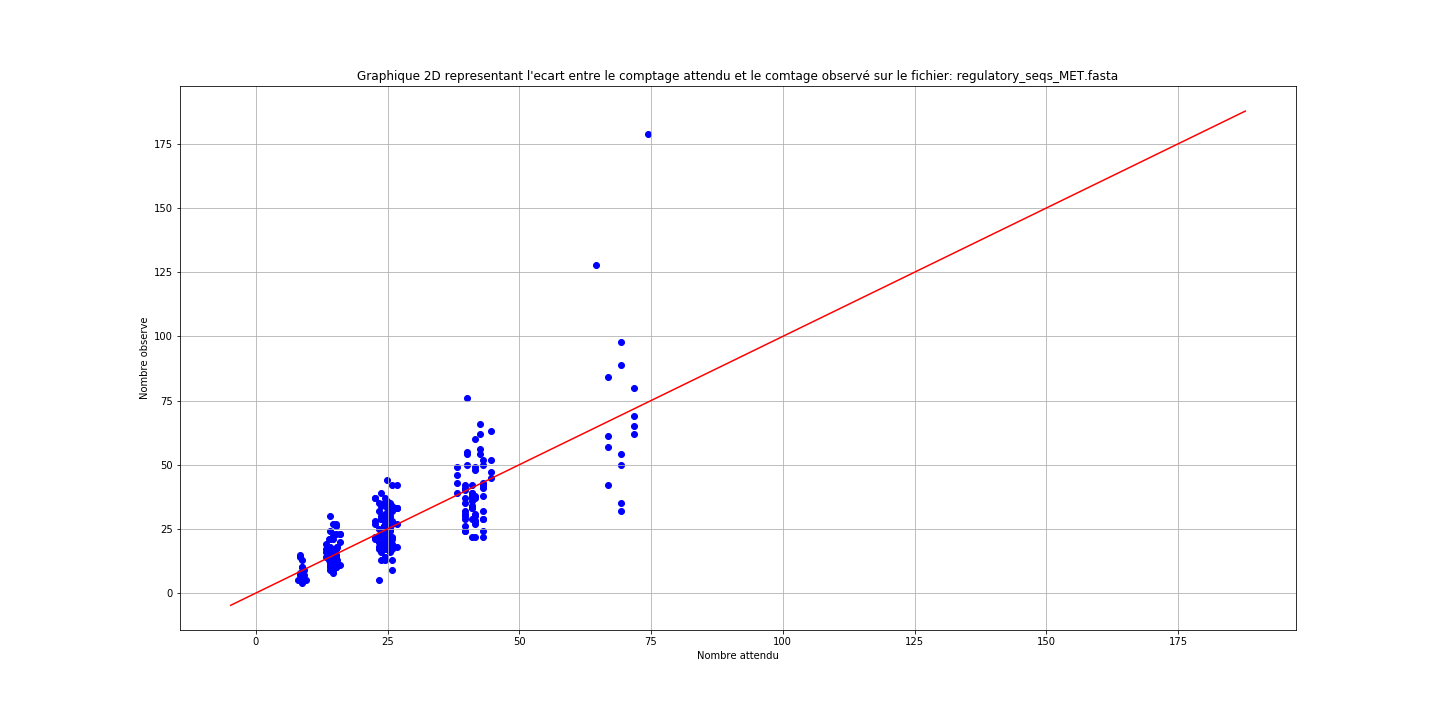 Graphique 2D representant l'ecart entre le comptage attendu et le comtage observé sur le fichier: regulatory_seqs_MET.fasta
175
150
125
100
75
50
25
0
Nombre observe
0 25 50 75 100 125 150 175
Nombre attendu